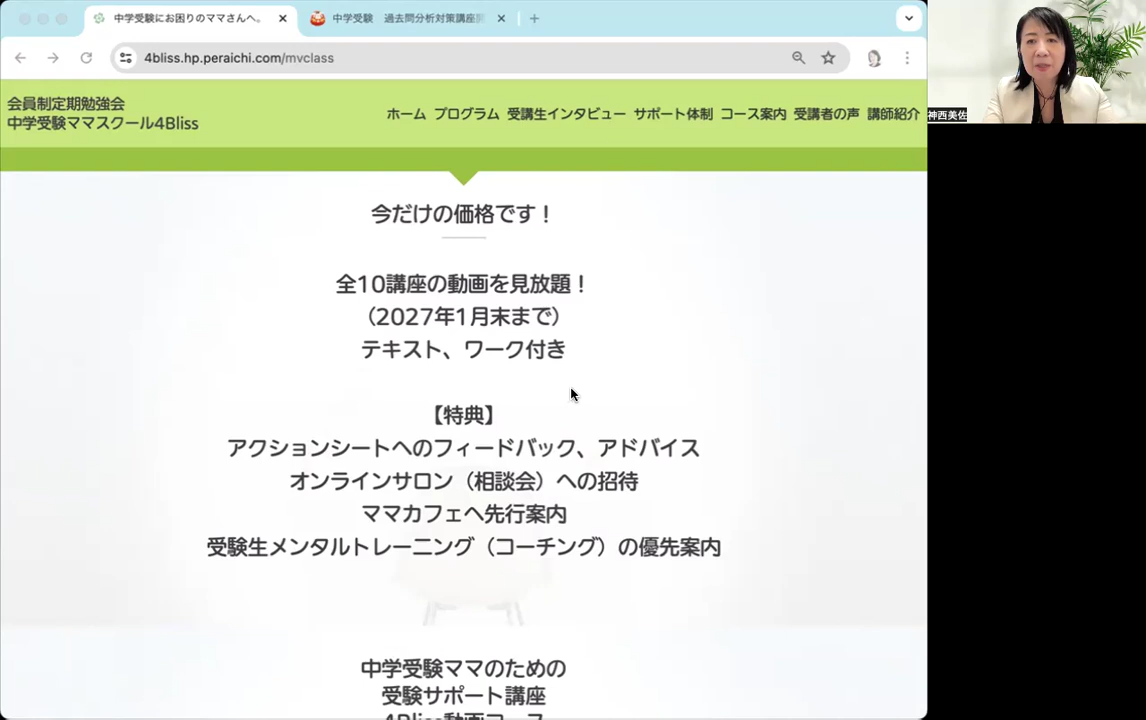 中学受験にお困りのママさんへ。
中学受験　過去問分析対策講座
4bliss.hp.peraichi.com/mvclass
会員制定期勉強会
中学受験ママスクール4Bliss
ホーム プログラム 受講生インタビュー サポート体制 コース案内 受講者の声 講師紹介
今だけの価格です！
全10講座の動画を見放題！
（2027年1月末まで）
テキスト、ワーク付き
【特典】
アクションシートへのフィードバック、アドバイス
オンラインサロン（相談会）への招待
ママカフェへ先行案内
受験生メンタルトレーニング（コーチング）の優先案内
中学受験ママのための
受験サポート講座
4Bliss動画コース
神西美佐